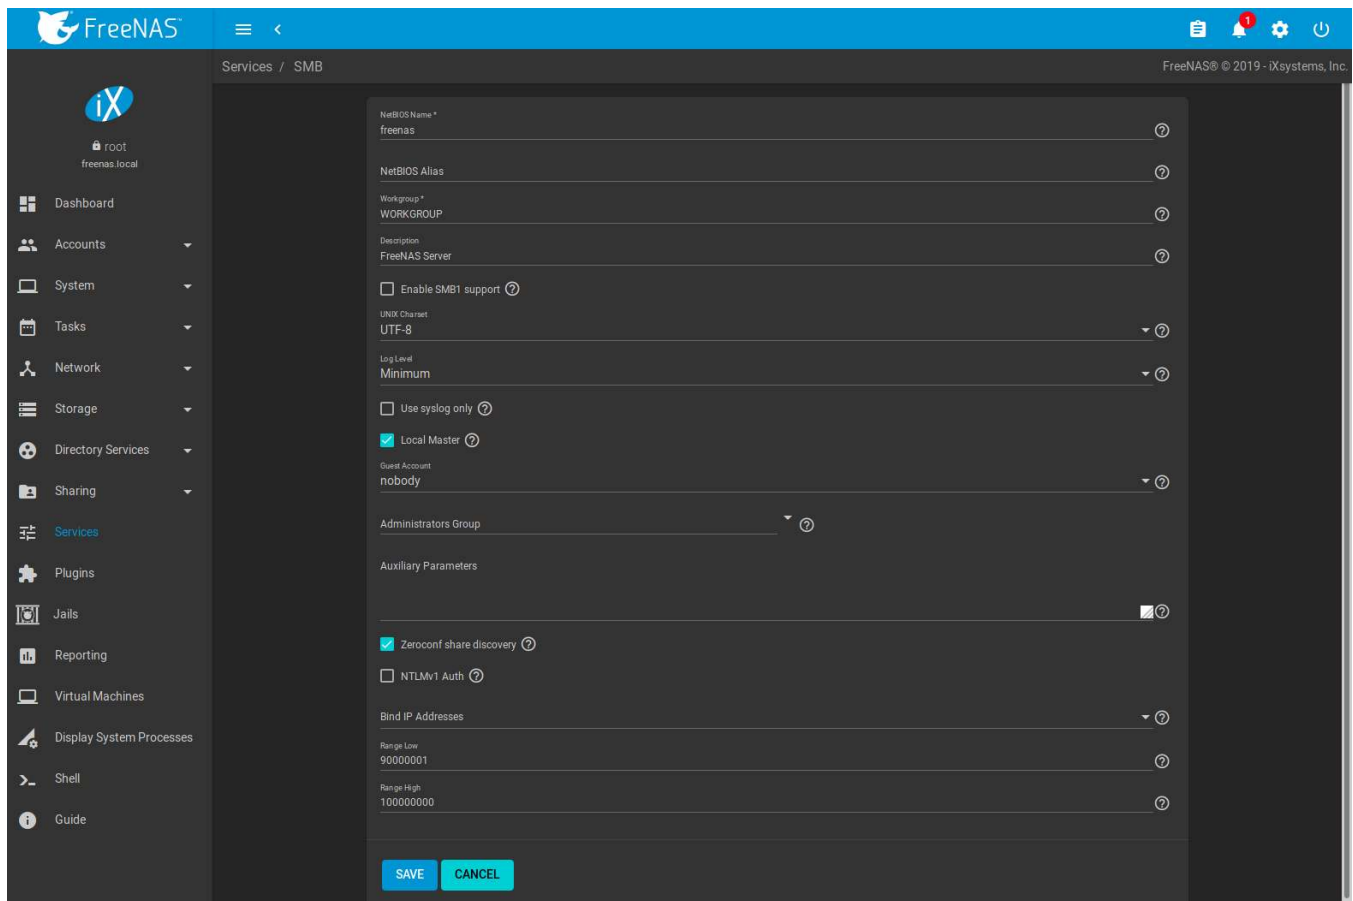 FreeNAS
1
Services / SMB
FreeNAS® © 2019 - iXsystems, Inc.
iX
root
freenas.local
Dashboard
Accounts
System
Tasks
Network
Storage
Directory Services
Sharing
Services
Plugins
Jails
Reporting
Virtual Machines
Display System Processes
Shell
Guide
NetBIOS Name *
freenas
NetBIOS Alias
Workgroup *
WORKGROUP
Description
FreeNAS Server
Enable SMB1 support
UNIX Charset
UTF-8
Log Level
Minimum
Use syslog only
Local Master
Guest Account
nobody
Administrators Group
Auxiliary Parameters
Zeroconf share discovery
NTLMv1 Auth
Bind IP Addresses
Range Low
90000001
Range High
100000000
SAVE CANCEL